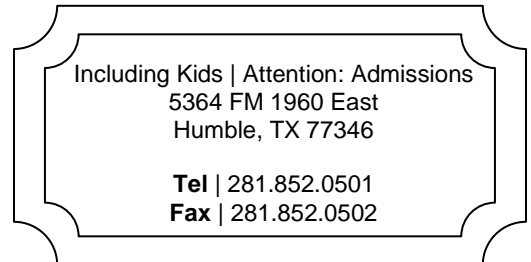 Including Kids | Attention: Admissions
5364 FM 1960 East
Humble, TX 77346
Tel | 281.852.0501
Fax | 281.852.0502